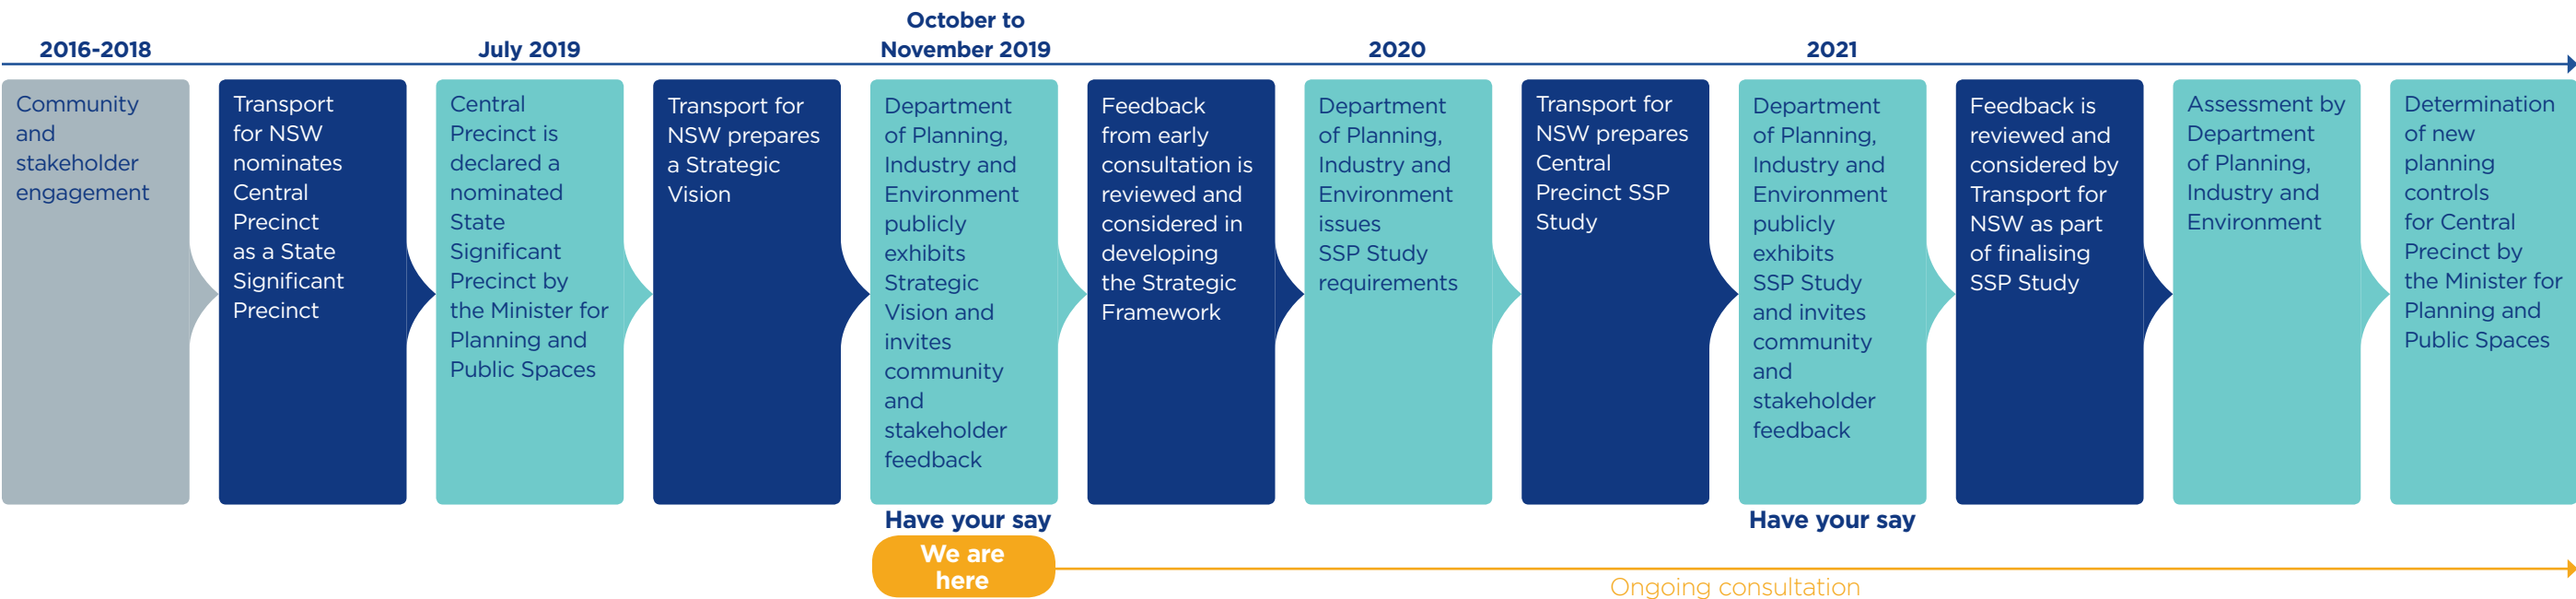 2016-2018
July 2019
October to
November 2019
2020
2021
Community
and
stakeholder
engagement
Transport
for NSW
nominates
Central
Precinct
as a State
Significant
Precinct
Central
Precinct is
declared a
nominated
State
Significant
Precinct by
the Minister for
Planning and
Public Spaces
Transport for
NSW prepares
a Strategic
Vision
Department
of Planning,
Industry and
Environment
publicly
exhibits
Strategic
Vision and
invites
community
and
stakeholder
feedback
Feedback
from early
consultation is
reviewed and
considered in
developing
the Strategic
Framework
Department
of Planning,
Industry and
Environment
issues
SSP Study
requirements
Transport for
NSW prepares
Central
Precinct SSP
Study
Department
of Planning,
Industry and
Environment
publicly
exhibits
SSP Study
and invites
community
and
stakeholder
feedback
Feedback is
reviewed and
considered by
Transport for
NSW as part
of finalising
SSP Study
Assessment by
Department
of Planning,
Industry and
Environment
Determination
of new
planning
controls
for Central
Precinct by
the Minister for
Planning and
Public Spaces
Have your say
Have your say
We are
here
Ongoing consultation